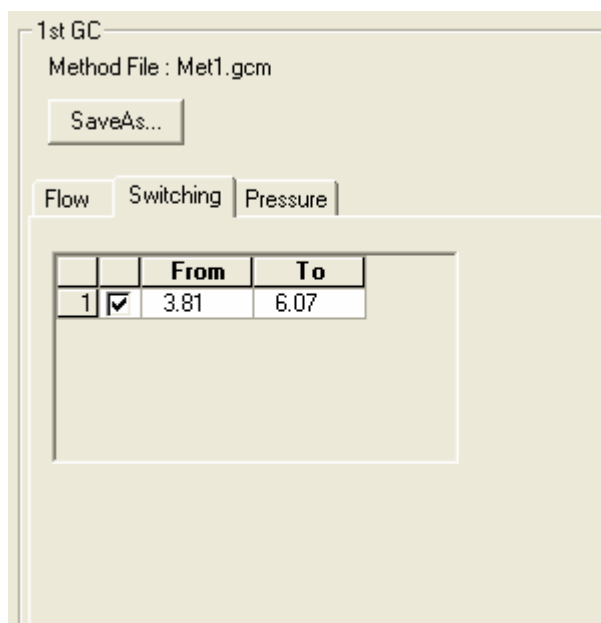 1st GC
Method File : Met1.gcm
SaveAs...
Flow Switching Pressure
From To
1 3.81 6.07